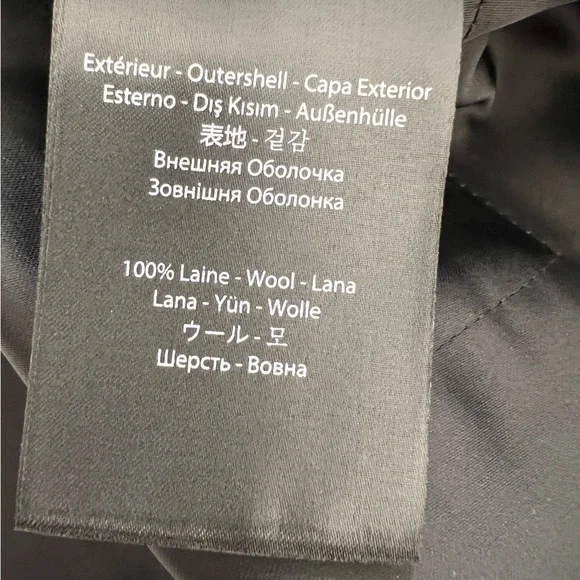 Extérieur - Outershell - Capa Exterior
Esterno - Dış Kısım - Außenhülle
表地 - 겉감
Внешняя Оболочка
Зовнішня Оболонка
100% Laine - Wool - Lana
Lana - Yün - Wolle
ウール - 모
Шерсть - Вовна